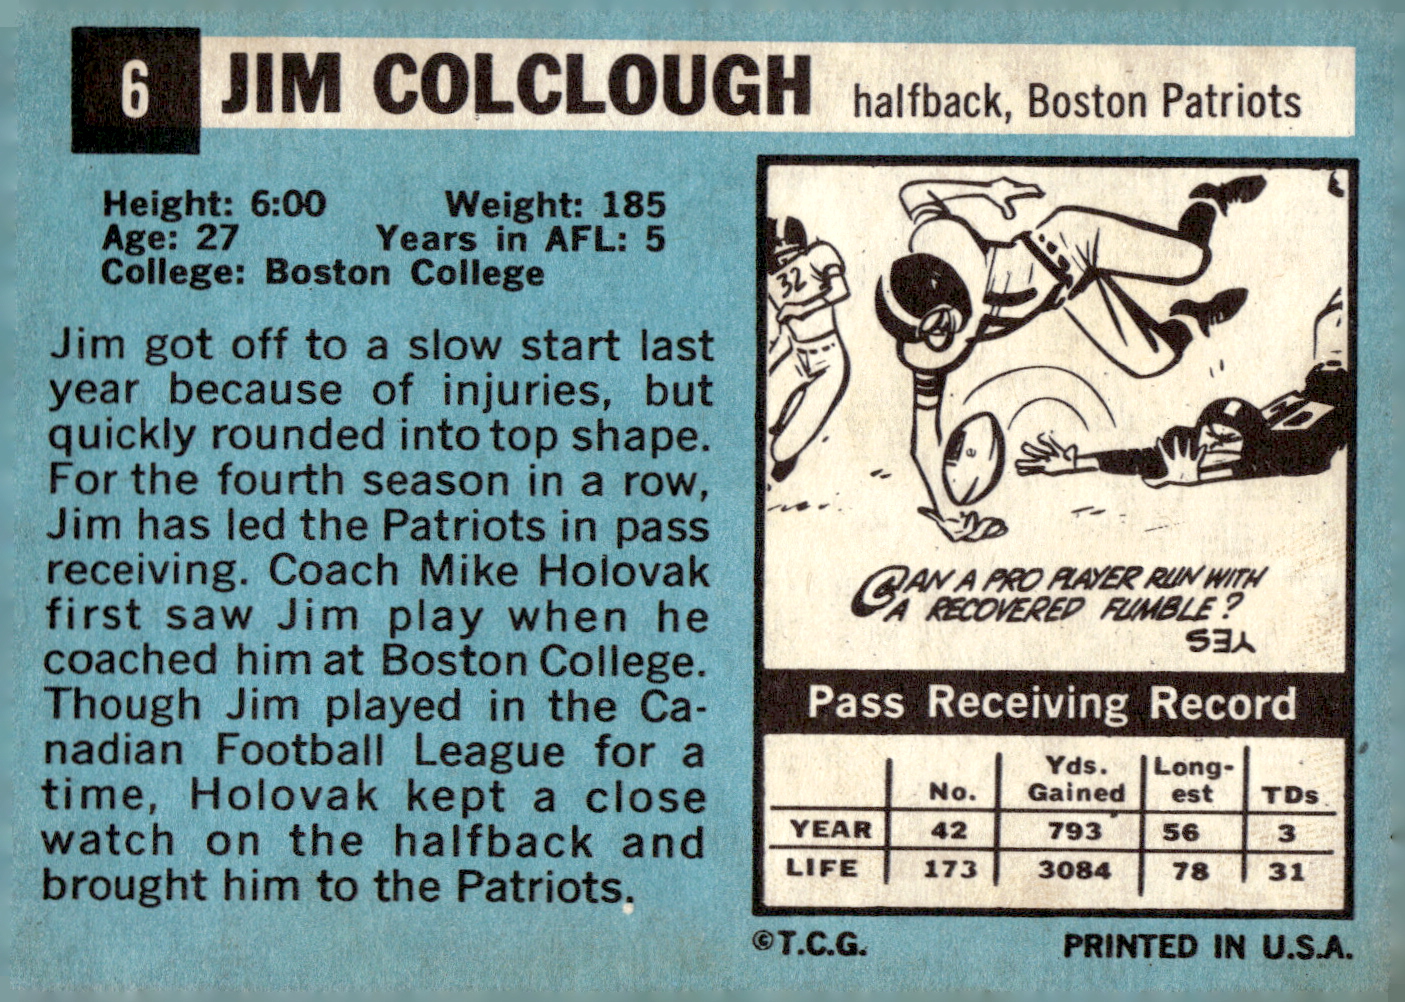 6 JIM COLCLOUGH halfback, Boston Patriots
Height: 6:00 Weight: 185
Age: 27 Years in AFL: 5
College: Boston College
Jim got off to a slow start last
year because of injuries, but
quickly rounded into top shape.
For the fourth season in a row,
Jim has led the Patriots in pass
receiving. Coach Mike Holovak
first saw Jim play when he
coached him at Boston College.
Though Jim played in the Ca-
nadian Football League for a
time, Holovak kept a close
watch on the halfback and
brought him to the Patriots.
32
CAN A PRO PLAYER RUN WITH
A RECOVERED FUMBLE?
YES
Pass Receiving Record
No. Yds. Gained Long-est TDs
YEAR 42 793 56 3
LIFE 173 3084 78 31
©T.C.G. PRINTED IN U.S.A.